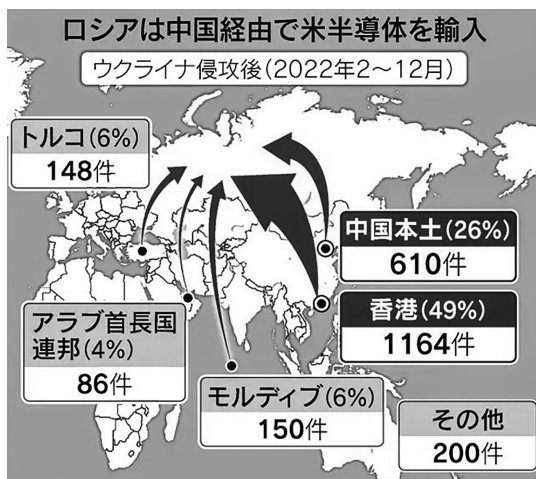 ロシアは中国経由で米半導体を輸入
ウクライナ侵攻後(2022年2〜12月)
トルコ(6%)
148件
中国本土(26%)
610件
香港(49%)
1164件
アラブ首長国
連邦(4%)
86件
モルディブ(6%)
150件
その他
200件